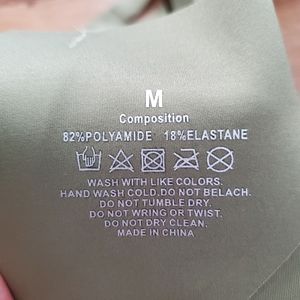 M
Composition
82%POLYAMIDE 18%ELASTANE
WASH WITH LIKE COLORS.
HAND WASH COLD. DO NOT BELACH.
DO NOT TUMBLE DRY.
DO NOT WRING OR TWIST.
DO NOT DRY CLEAN.
MADE IN CHINA